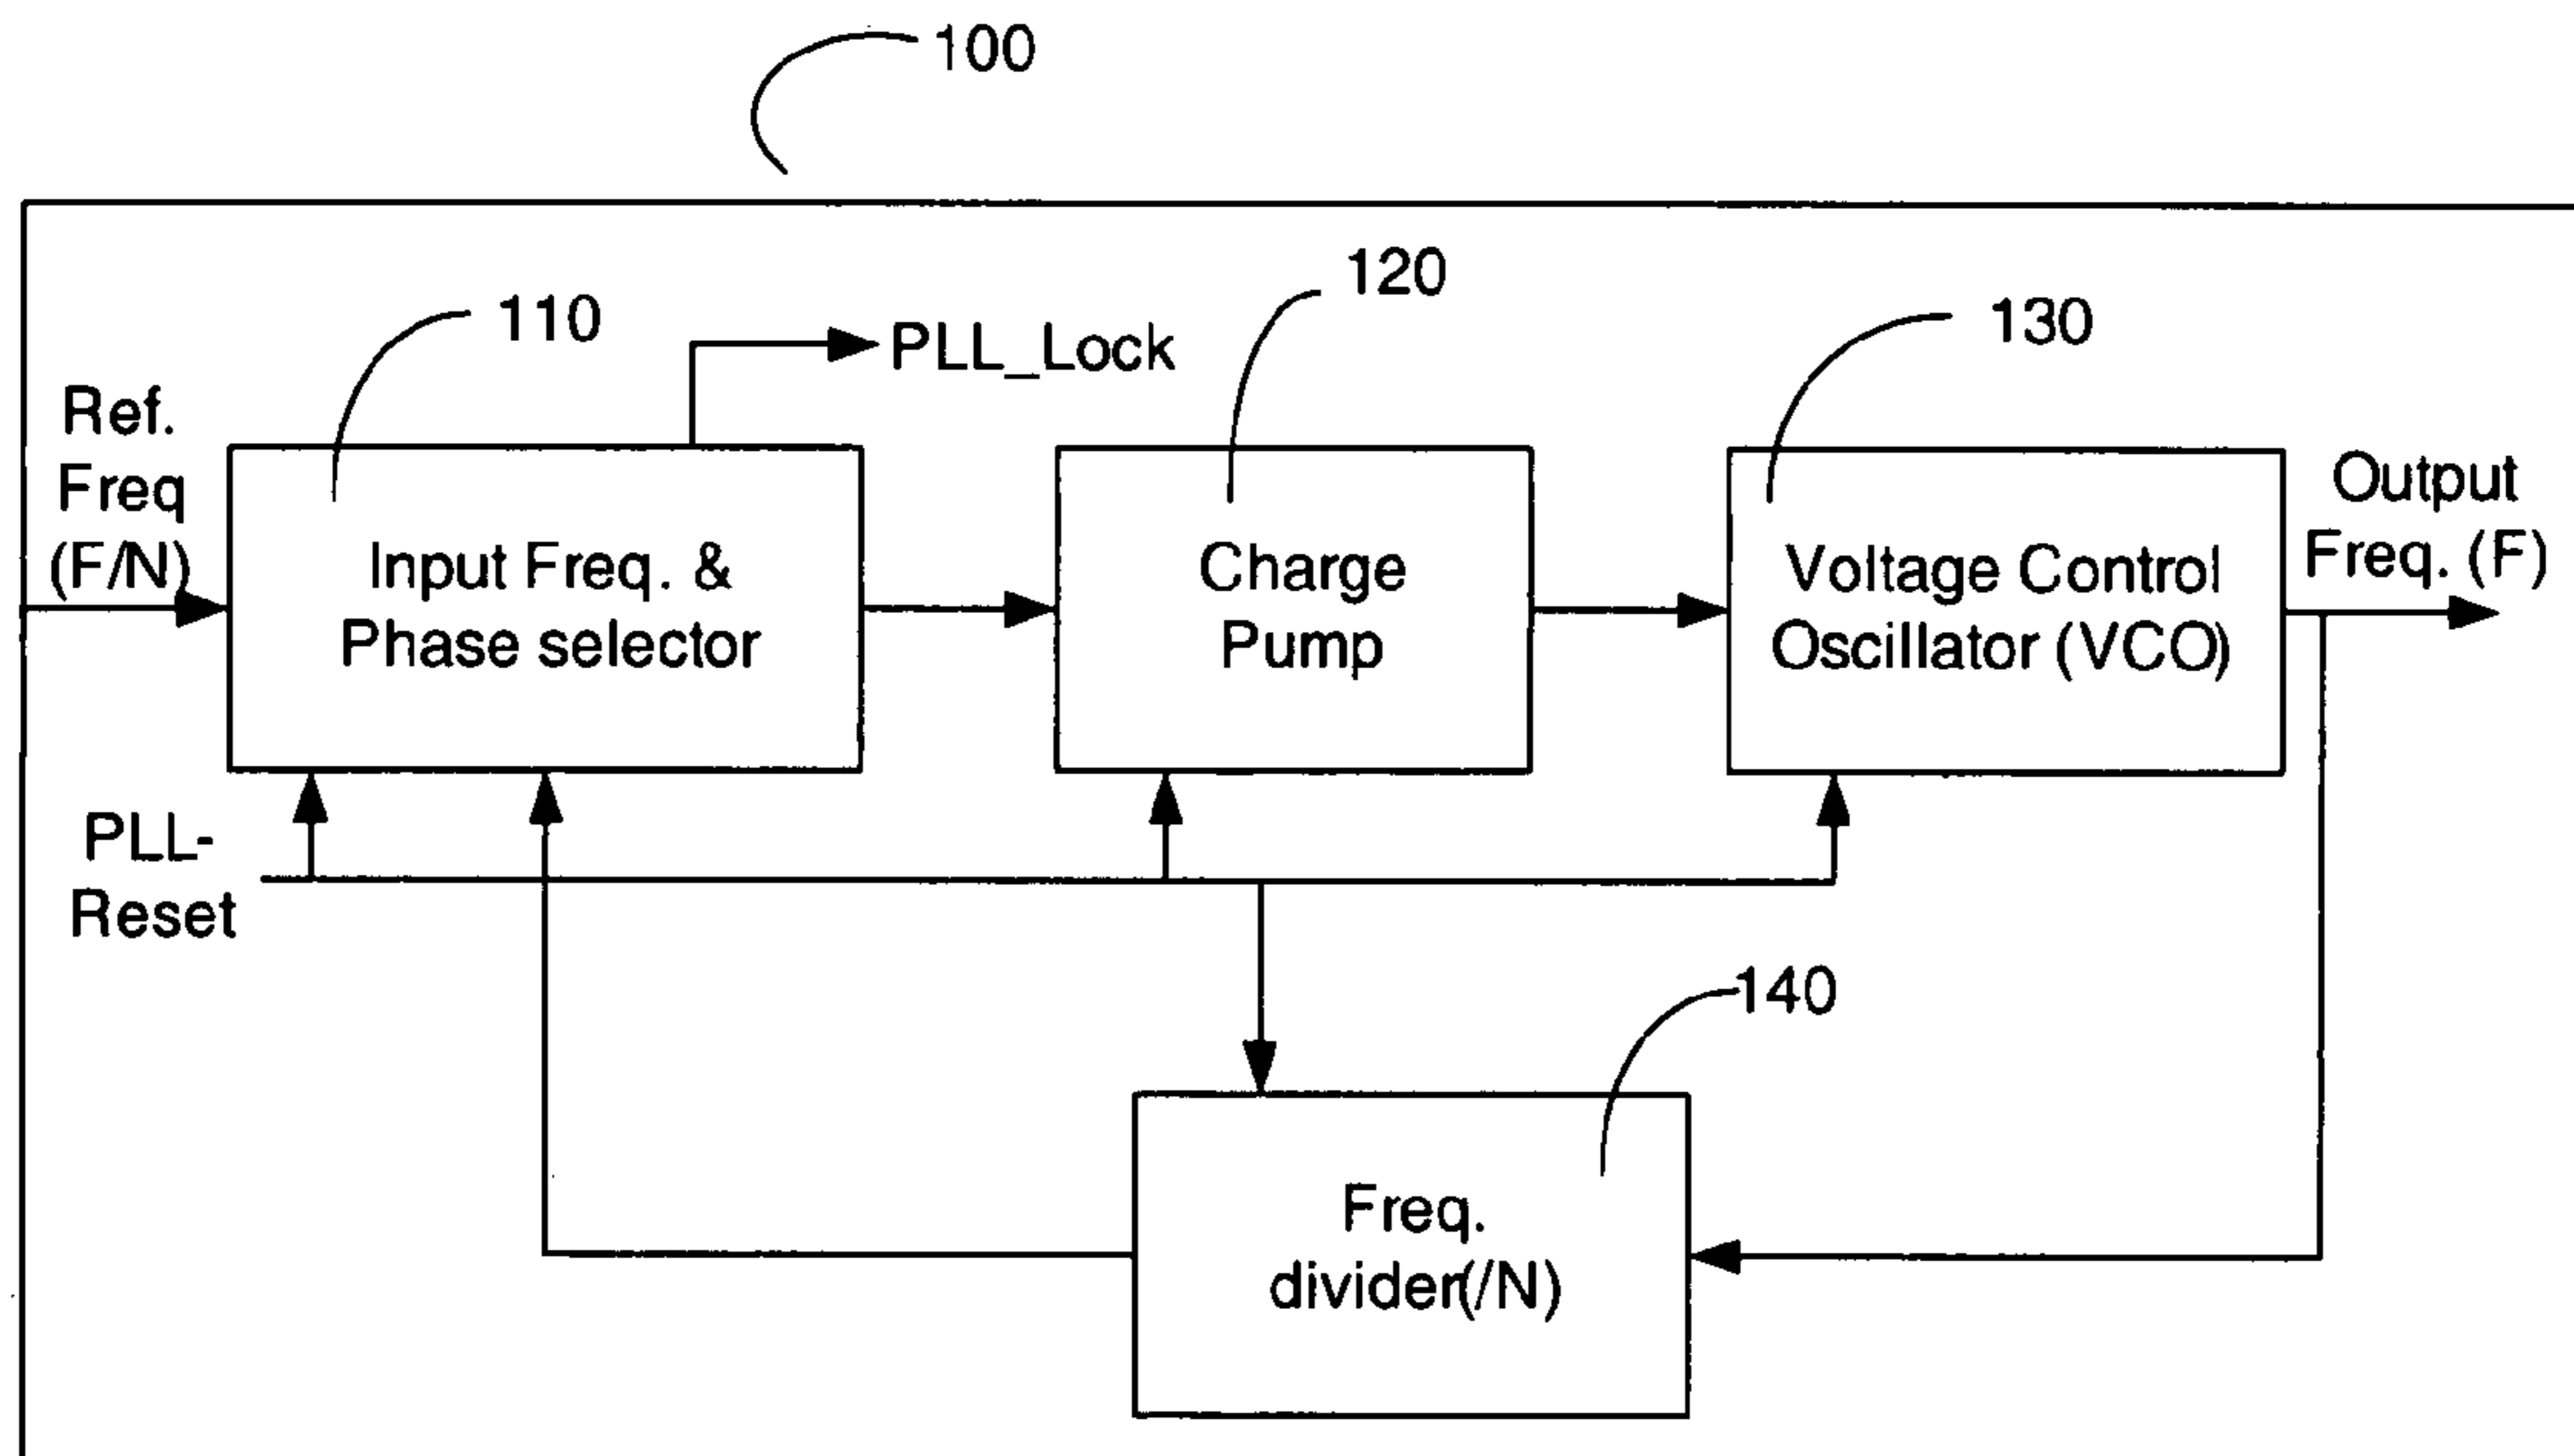 100
120
110
130
PLL_Lock
Ref.
Freq
(F/N)
Input Freq. &
Phase selector
Charge
Pump
Voltage Control
Oscillator (VCO)
Output
Freq. (F)
PLL-
Reset
140
Freq.
divider(/N)